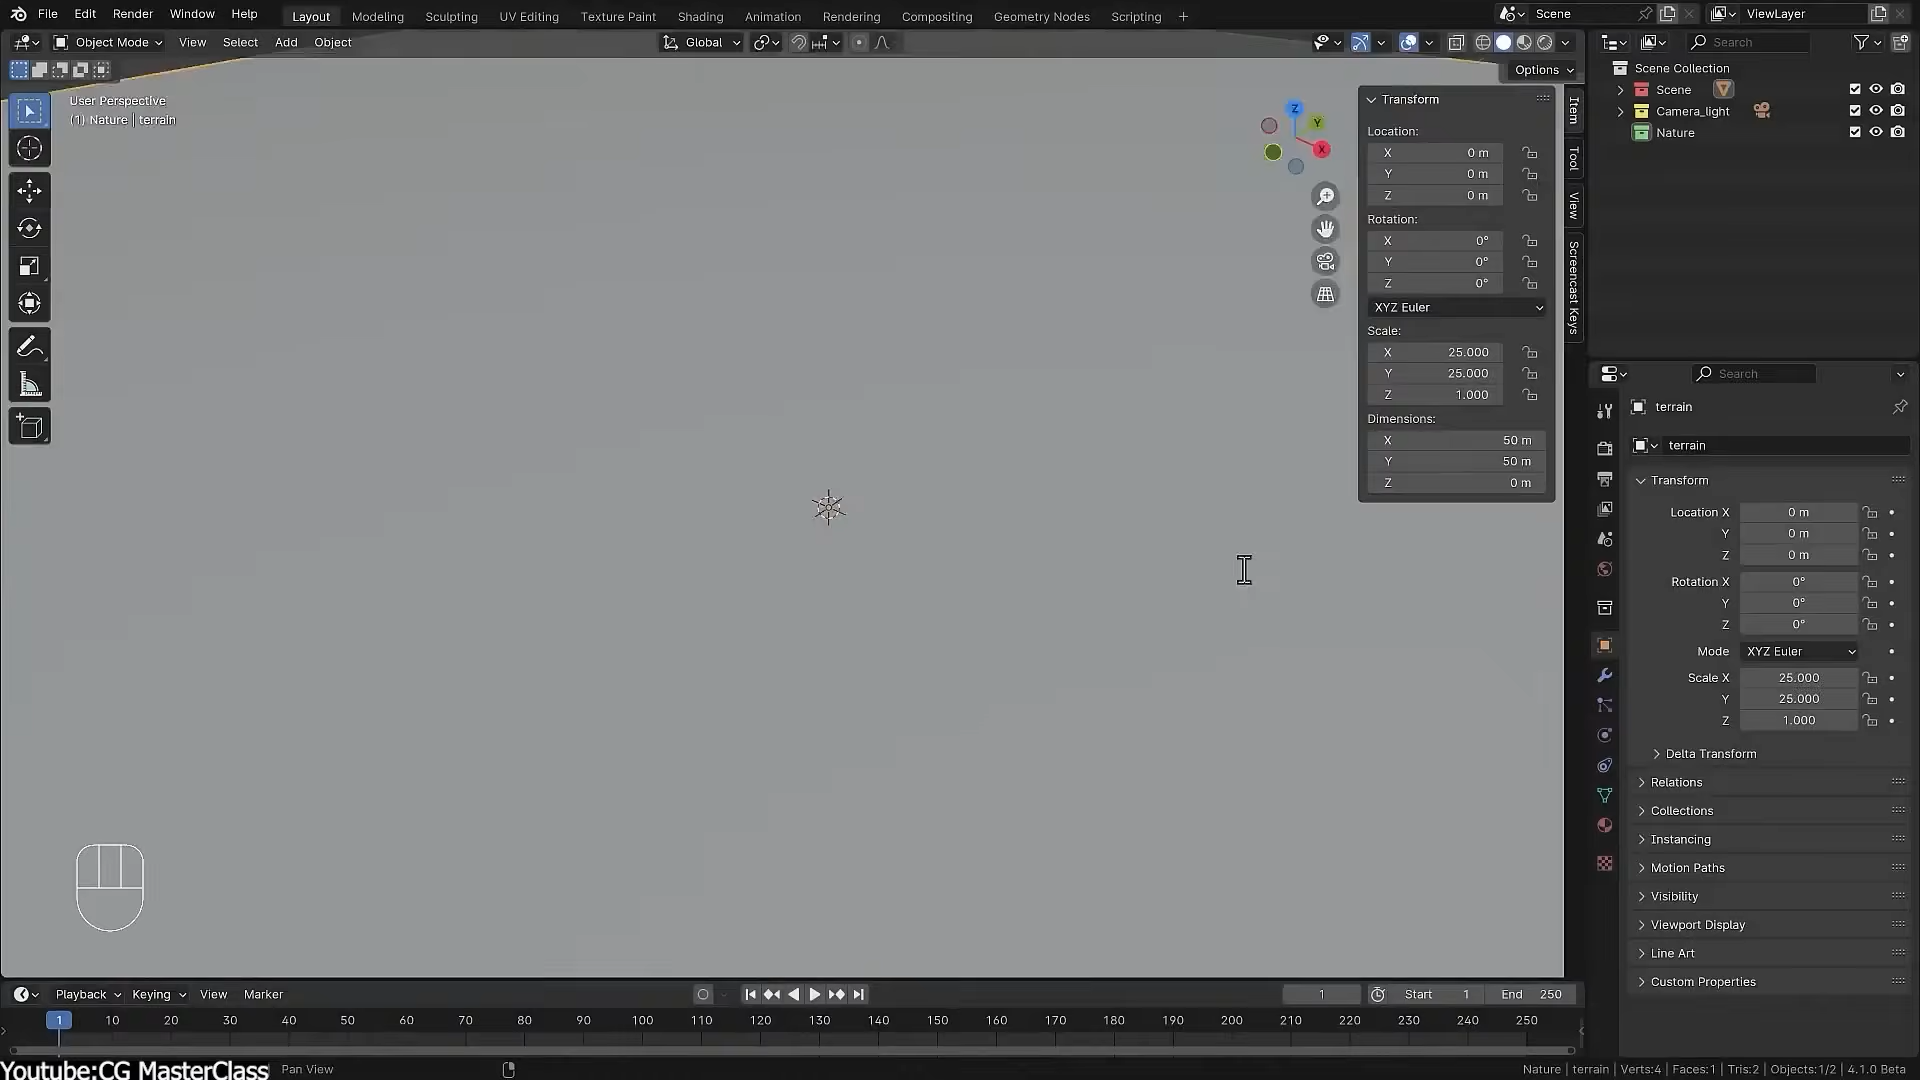 File Edit Render Window Help Layout Modeling Sculpting UV Editing Texture Paint Shading Animation Rendering Compositing Geometry Nodes Scripting + Scene ViewLayer
Object Mode View Select Add Object Global Search
Options
User Perspective
(1) Nature | terrain
Transform
Location:
X 0 m
Y 0 m
Z 0 m
Rotation:
X 0°
Y 0°
Z 0°
XYZ Euler
Scale:
X 25.000
Y 25.000
Z 1.000
Dimensions:
X 50 m
Y 50 m
Z 0 m
Z
Y
X
Item
Tool
View
Screencast Keys
Scene Collection
Scene
Camera_light
Nature
Search
terrain
terrain
Transform
Location X 0 m
Y 0 m
Z 0 m
Rotation X 0°
Y 0°
Z 0°
Mode XYZ Euler
Scale X 25.000
Y 25.000
Z 1.000
Delta Transform
Relations
Collections
Instancing
Motion Paths
Visibility
Viewport Display
Line Art
Custom Properties
Playback Keying View Marker 1 Start 1 End 250
1 10 20 30 40 50 60 70 80 90 100 110 120 130 140 150 160 170 180 190 200 210 220 230 240 250
Youtube:CG MasterClass Pan View Nature | terrain | Verts:4 | Faces:1 | Tris:2 | Objects:1/2 | 4.1.0 Beta